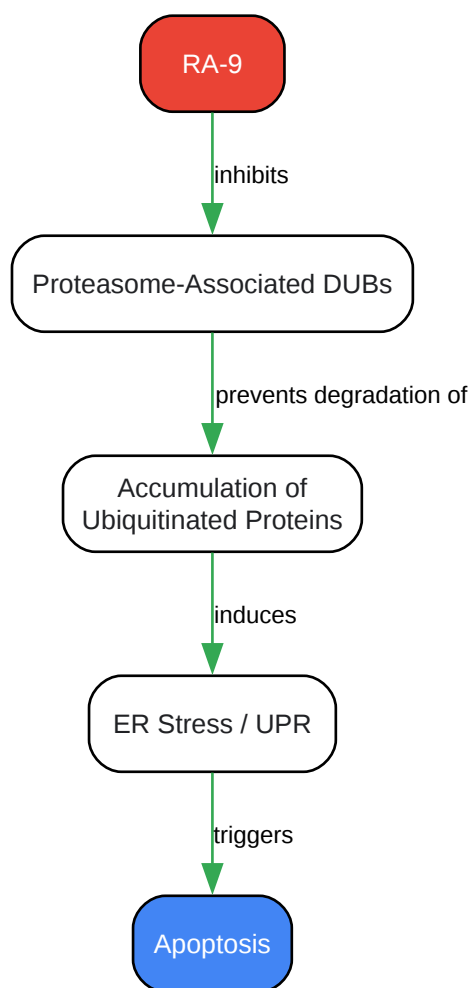 RA-9
inhibits
Proteasome-Associated DUBs
prevents degradation of
Accumulation of
Ubiquitinated Proteins
induces
ER Stress / UPR
triggers
Apoptosis